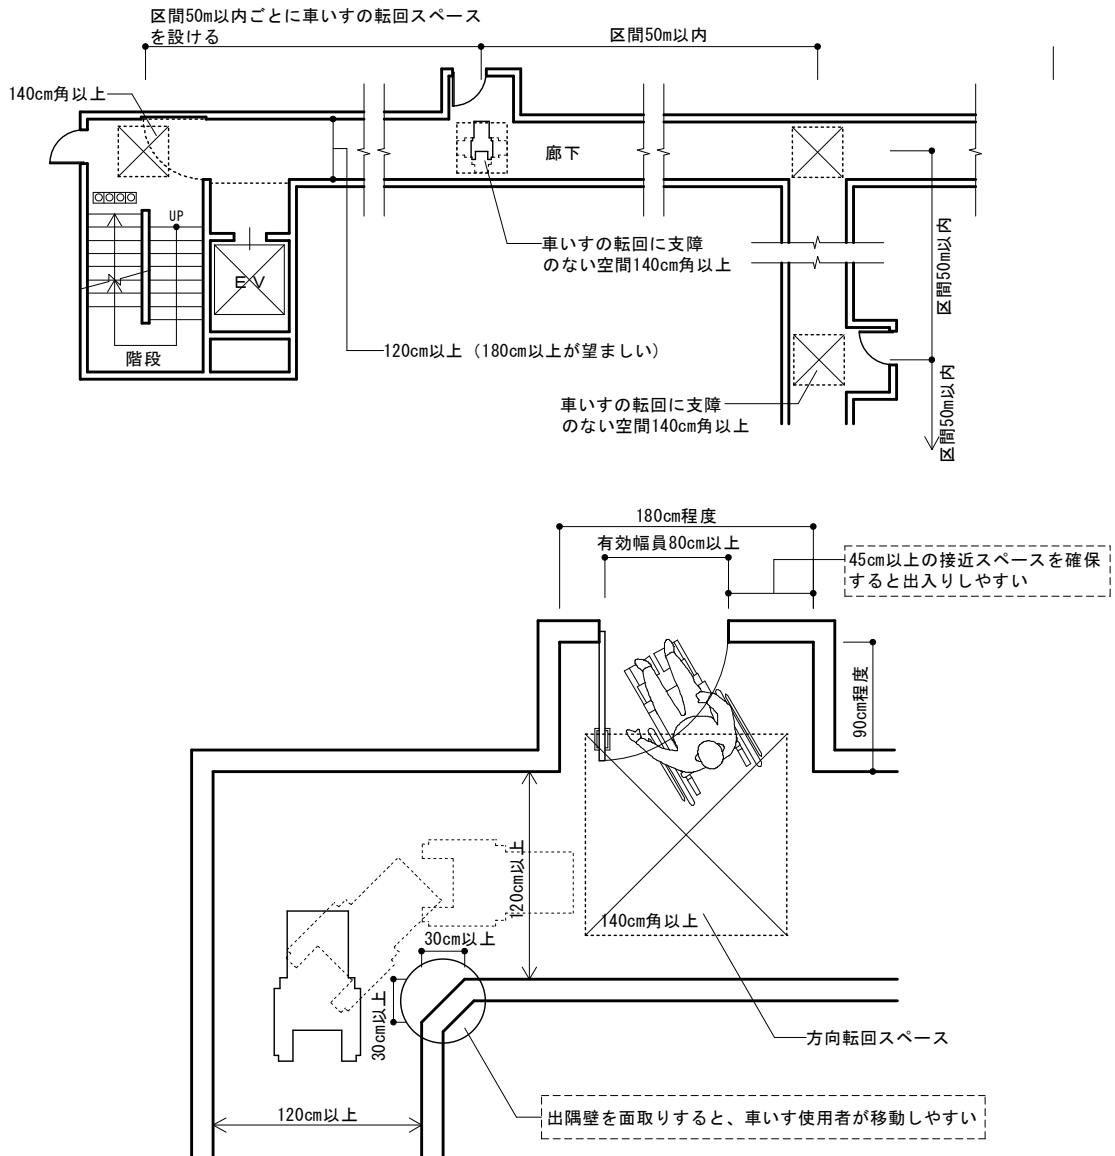 区間50m以内ごとに車いすの転回スペース
を設ける
区間50m以内
140cm角以上
廊下
UP
車いすの転回に支障
のない空間140cm角以上
EV
区間50m以内
階段
120cm以上（180cm以上が望ましい）
車いすの転回に支障
のない空間140cm角以上
区間50m以内
180cm程度
有効幅員80cm以上
45cm以上の接近スペースを確保
すると出入りしやすい
90cm程度
120cm以上
140cm角以上
30cm以上
30cm以上
方向転回スペース
120cm以上
出隅壁を面取りすると、車いす使用者が移動しやすい